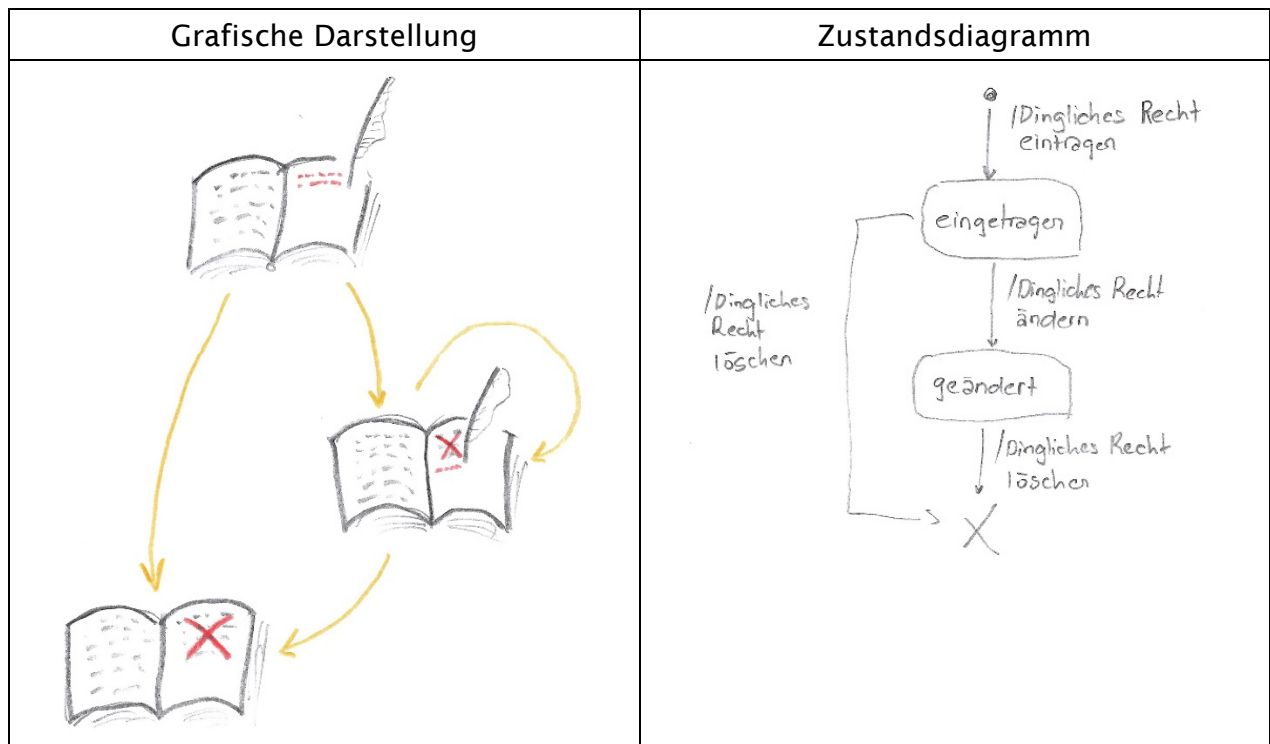 Grafische Darstellung
Zustandsdiagramm
/Dingliches Recht
eintragen
eingetragen
/Dingliches Recht
ändern
/Dingliches
Recht
löschen
geändert
/Dingliches Recht
löschen